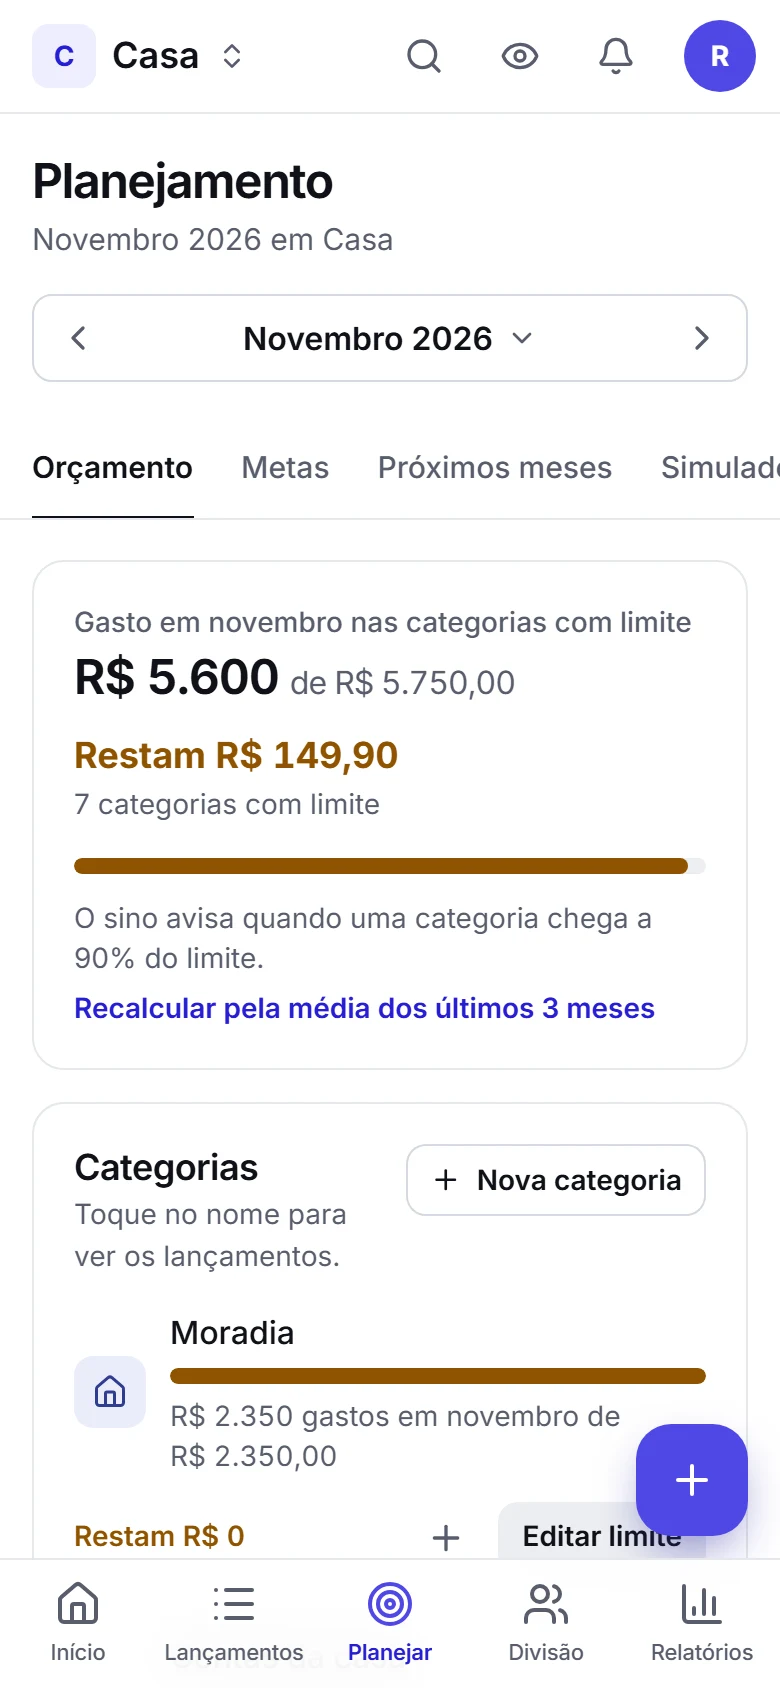 C Casa R
Planejamento
Novembro 2026 em Casa
Novembro 2026
Orçamento Metas Próximos meses Simulado
Gasto em novembro nas categorias com limite
R$ 5.600 de R$ 5.750,00
Restam R$ 149,90
7 categorias com limite
O sino avisa quando uma categoria chega a
90% do limite.
Recalcular pela média dos últimos 3 meses
Categorias
+ Nova categoria
Toque no nome para
ver os lançamentos.
Moradia
R$ 2.350 gastos em novembro de
R$ 2.350,00
Restam R$ 0 + Editar limite
Início Lançamentos Planejar Divisão Relatórios